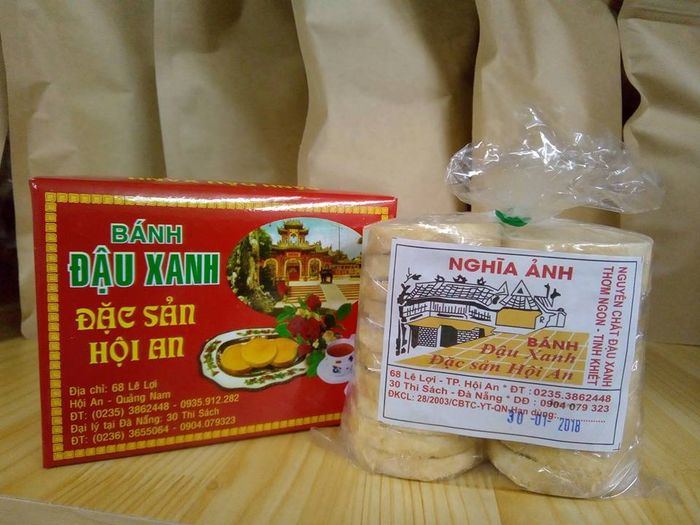 BÁNH
ĐẬU XANH
ĐẶC SẢN
HỘI AN
Địa chỉ: 68 Lê Lợi
Hội An - Quảng Nam
ĐT: (0235) 3862448 - 0935.912.282
Đại lý tại Đà Nẵng: 30 Thi Sách
ĐT: (0236) 3655064 - 0904.079323
NGHĨA ẢNH
BÁNH
Đậu Xanh
Đặc sản Hội An
68 Lê Lợi - TP. Hội An * ĐT : 0235.3862448
30 Thi Sách - Đà Nẵng * DĐ : 0904 079 323
ĐKCL: 28/2003/CBTC-YT-QN Hạn dùng:
30 -01- 2018
NGUYÊN CHẤT ĐẬU XANH
THƠM NGON - TINH KHIẾT